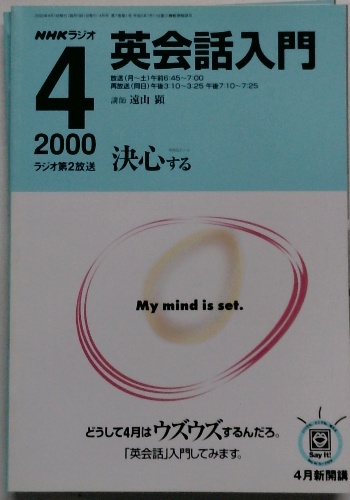 NHKラジオ
英会話入門
4
2000
ラジオ第2放送
放送(月〜土)午前6:45〜7:00
再放送(同日)午後3:10〜3:25 午後7:10〜7:25
講師 遠山 顕
決心する
My mind is set.
どうして4月はウズウズするんだろ。
「英会話」入門してみます。
Say It!
4月新開講